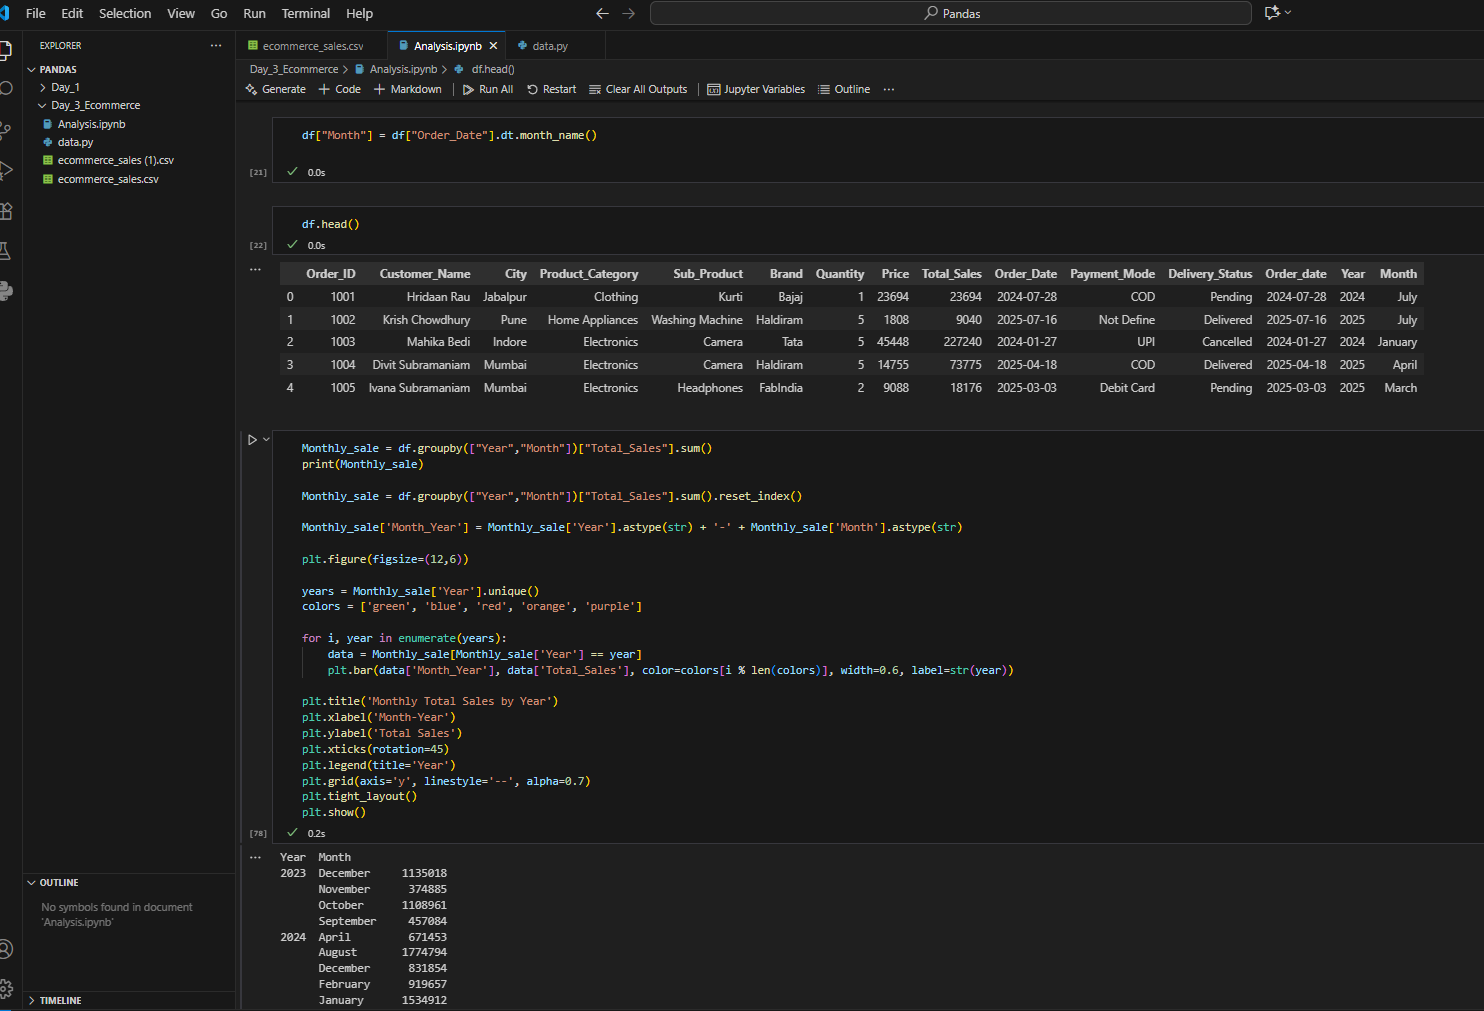 File Edit Selection View Go Run Terminal Help
Pandas
EXPLORER
ecommerce_sales.csv
Analysis.ipynb
data.py
PANDAS
Day_3_Ecommerce > Analysis.ipynb > df.head()
Day_1
Generate + Code + Markdown | Run All Restart Clear All Outputs | Jupyter Variables Outline ...
Day_3_Ecommerce
Analysis.ipynb
data.py
ecommerce_sales (1).csv
ecommerce_sales.csv
df["Month"] = df["Order_Date"].dt.month_name()
[21] 0.0s
df.head()
[22] 0.0s
Order_ID Customer_Name City Product_Category Sub_Product Brand Quantity Price Total_Sales Order_Date Payment_Mode Delivery_Status Order_date Year Month
0 1001 Hridaan Rau Jabalpur Clothing Kurti Bajaj 1 23694 23694 2024-07-28 COD Pending 2024-07-28 2024 July
1 1002 Krish Chowdhury Pune Home Appliances Washing Machine Haldiram 5 1808 9040 2025-07-16 Not Define Delivered 2025-07-16 2025 July
2 1003 Mahika Bedi Indore Electronics Camera Tata 5 45448 227240 2024-01-27 UPI Cancelled 2024-01-27 2024 January
3 1004 Divit Subramaniam Mumbai Electronics Camera Haldiram 5 14755 73775 2025-04-18 COD Delivered 2025-04-18 2025 April
4 1005 Ivana Subramaniam Mumbai Electronics Headphones FabIndia 2 9088 18176 2025-03-03 Debit Card Pending 2025-03-03 2025 March
Monthly_sale = df.groupby(["Year","Month"])["Total_Sales"].sum()
print(Monthly_sale)
Monthly_sale = df.groupby(["Year","Month"])["Total_Sales"].sum().reset_index()
Monthly_sale['Month_Year'] = Monthly_sale['Year'].astype(str) + '-' + Monthly_sale['Month'].astype(str)
plt.figure(figsize=(12,6))
years = Monthly_sale['Year'].unique()
colors = ['green', 'blue', 'red', 'orange', 'purple']
for i, year in enumerate(years):
    data = Monthly_sale[Monthly_sale['Year'] == year]
    plt.bar(data['Month_Year'], data['Total_Sales'], color=colors[i % len(colors)], width=0.6, label=str(year))
plt.title('Monthly Total Sales by Year')
plt.xlabel('Month-Year')
plt.ylabel('Total Sales')
plt.xticks(rotation=45)
plt.legend(title='Year')
plt.grid(axis='y', linestyle='--', alpha=0.7)
plt.tight_layout()
plt.show()
[78] 0.2s
Year Month
2023 December 1135018
November 374885
October 1108961
September 457084
2024 April 671453
August 1774794
December 831854
February 919657
January 1534912
OUTLINE
No symbols found in document
'Analysis.ipynb'
TIMELINE